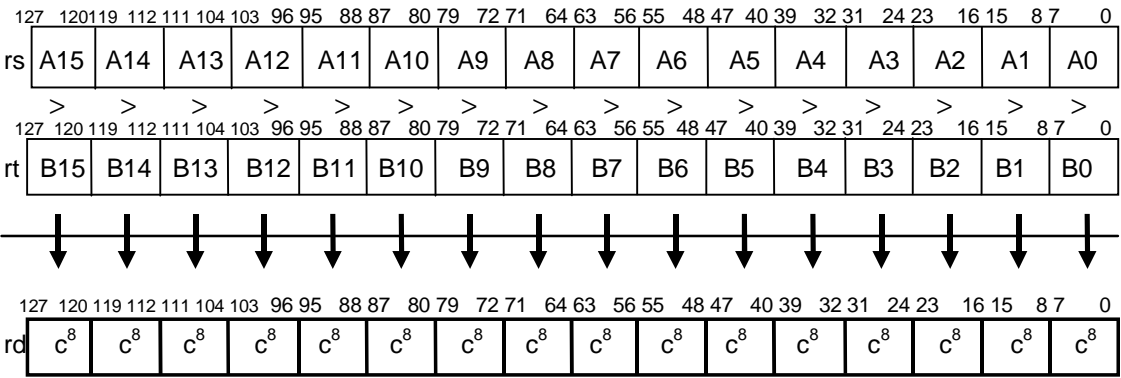 127 120 119 112 111 104 103 96 95 88 87 80 79 72 71 64 63 56 55 48 47 40 39 32 31 24 23 16 15 8 7 0
rs A15 A14 A13 A12 A11 A10 A9 A8 A7 A6 A5 A4 A3 A2 A1 A0
> > > > > > > > > > > > > > > >
127 120 119 112 111 104 103 96 95 88 87 80 79 72 71 64 63 56 55 48 47 40 39 32 31 24 23 16 15 8 7 0
rt B15 B14 B13 B12 B11 B10 B9 B8 B7 B6 B5 B4 B3 B2 B1 B0
127 120 119 112 111 104 103 96 95 88 87 80 79 72 71 64 63 56 55 48 47 40 39 32 31 24 23 16 15 8 7 0
rd c⁸ c⁸ c⁸ c⁸ c⁸ c⁸ c⁸ c⁸ c⁸ c⁸ c⁸ c⁸ c⁸ c⁸ c⁸ c⁸